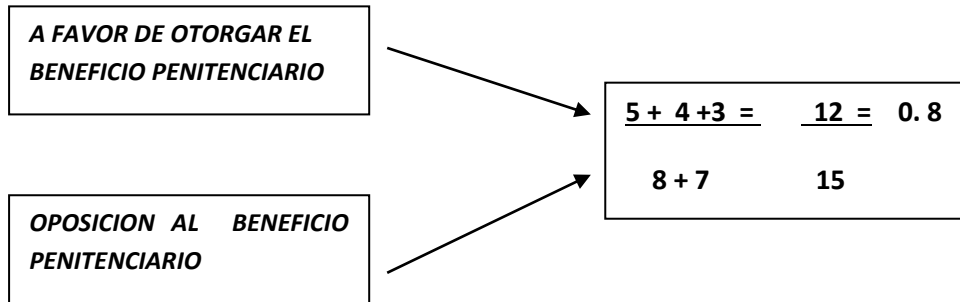 A FAVOR DE OTORGAR EL
BENEFICIO PENITENCIARIO
5 + 4 +3 = 12 = 0. 8
8 + 7 15
OPOSICION AL BENEFICIO
PENITENCIARIO